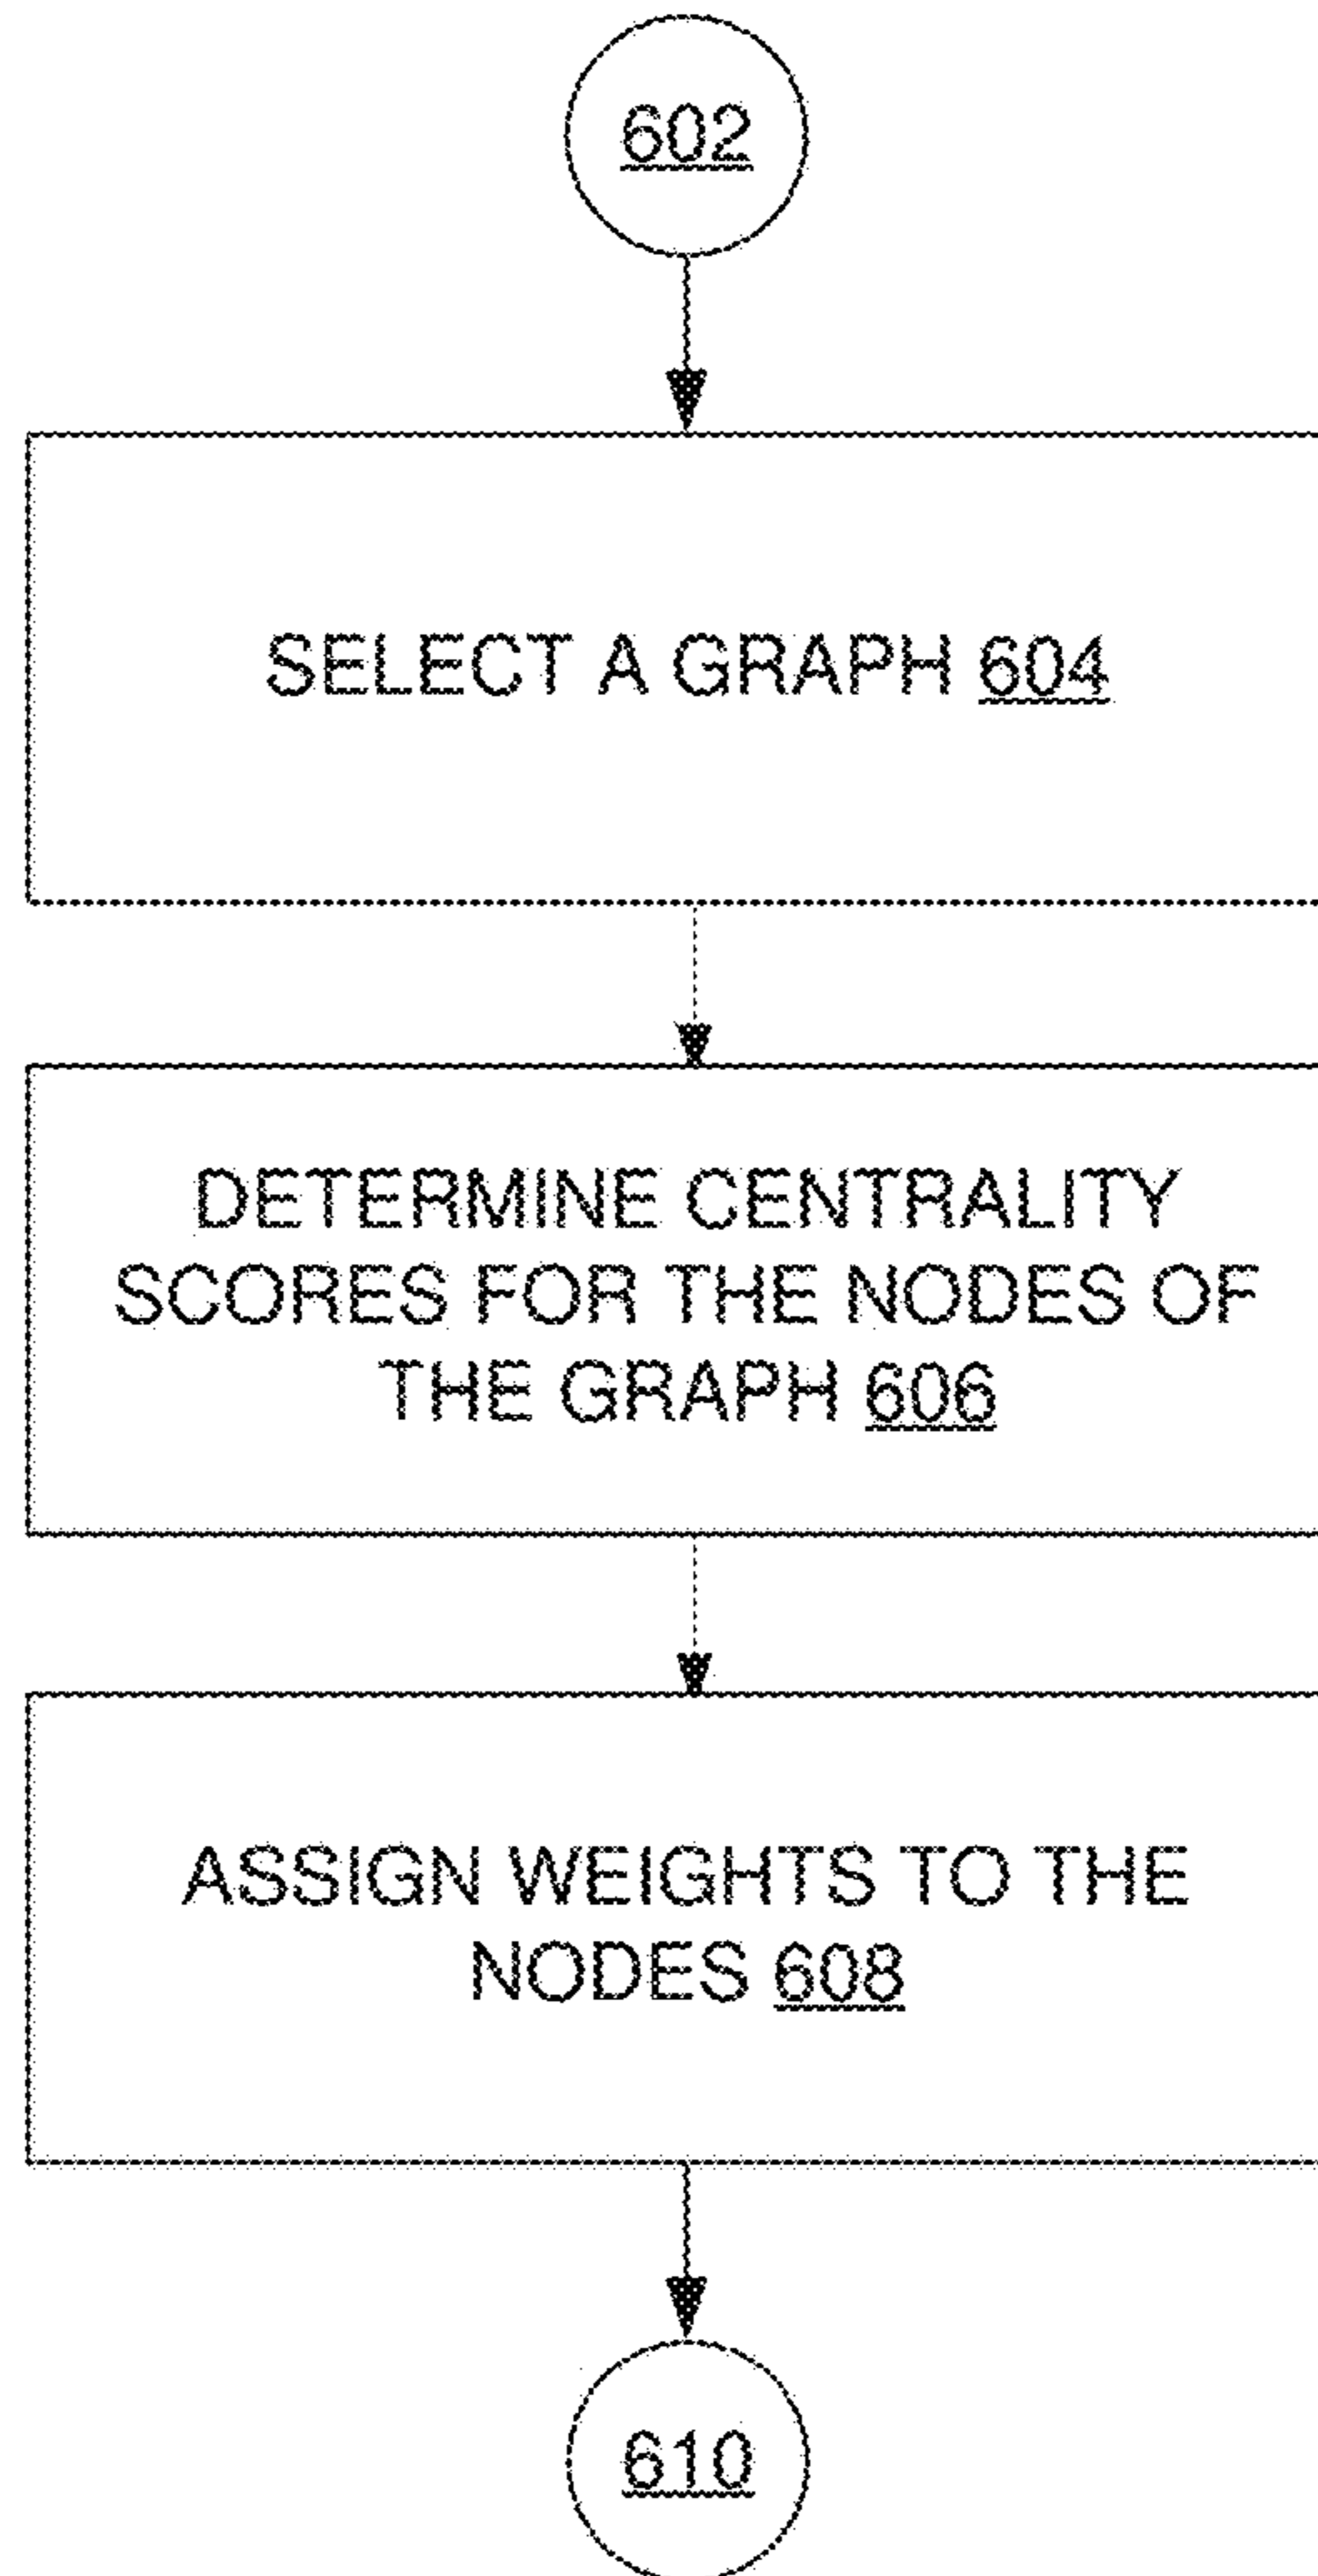 602
SELECT A GRAPH 604
DETERMINE CENTRALITY
SCORES FOR THE NODES OF
THE GRAPH 606
ASSIGN WEIGHTS TO THE
NODES 608
610